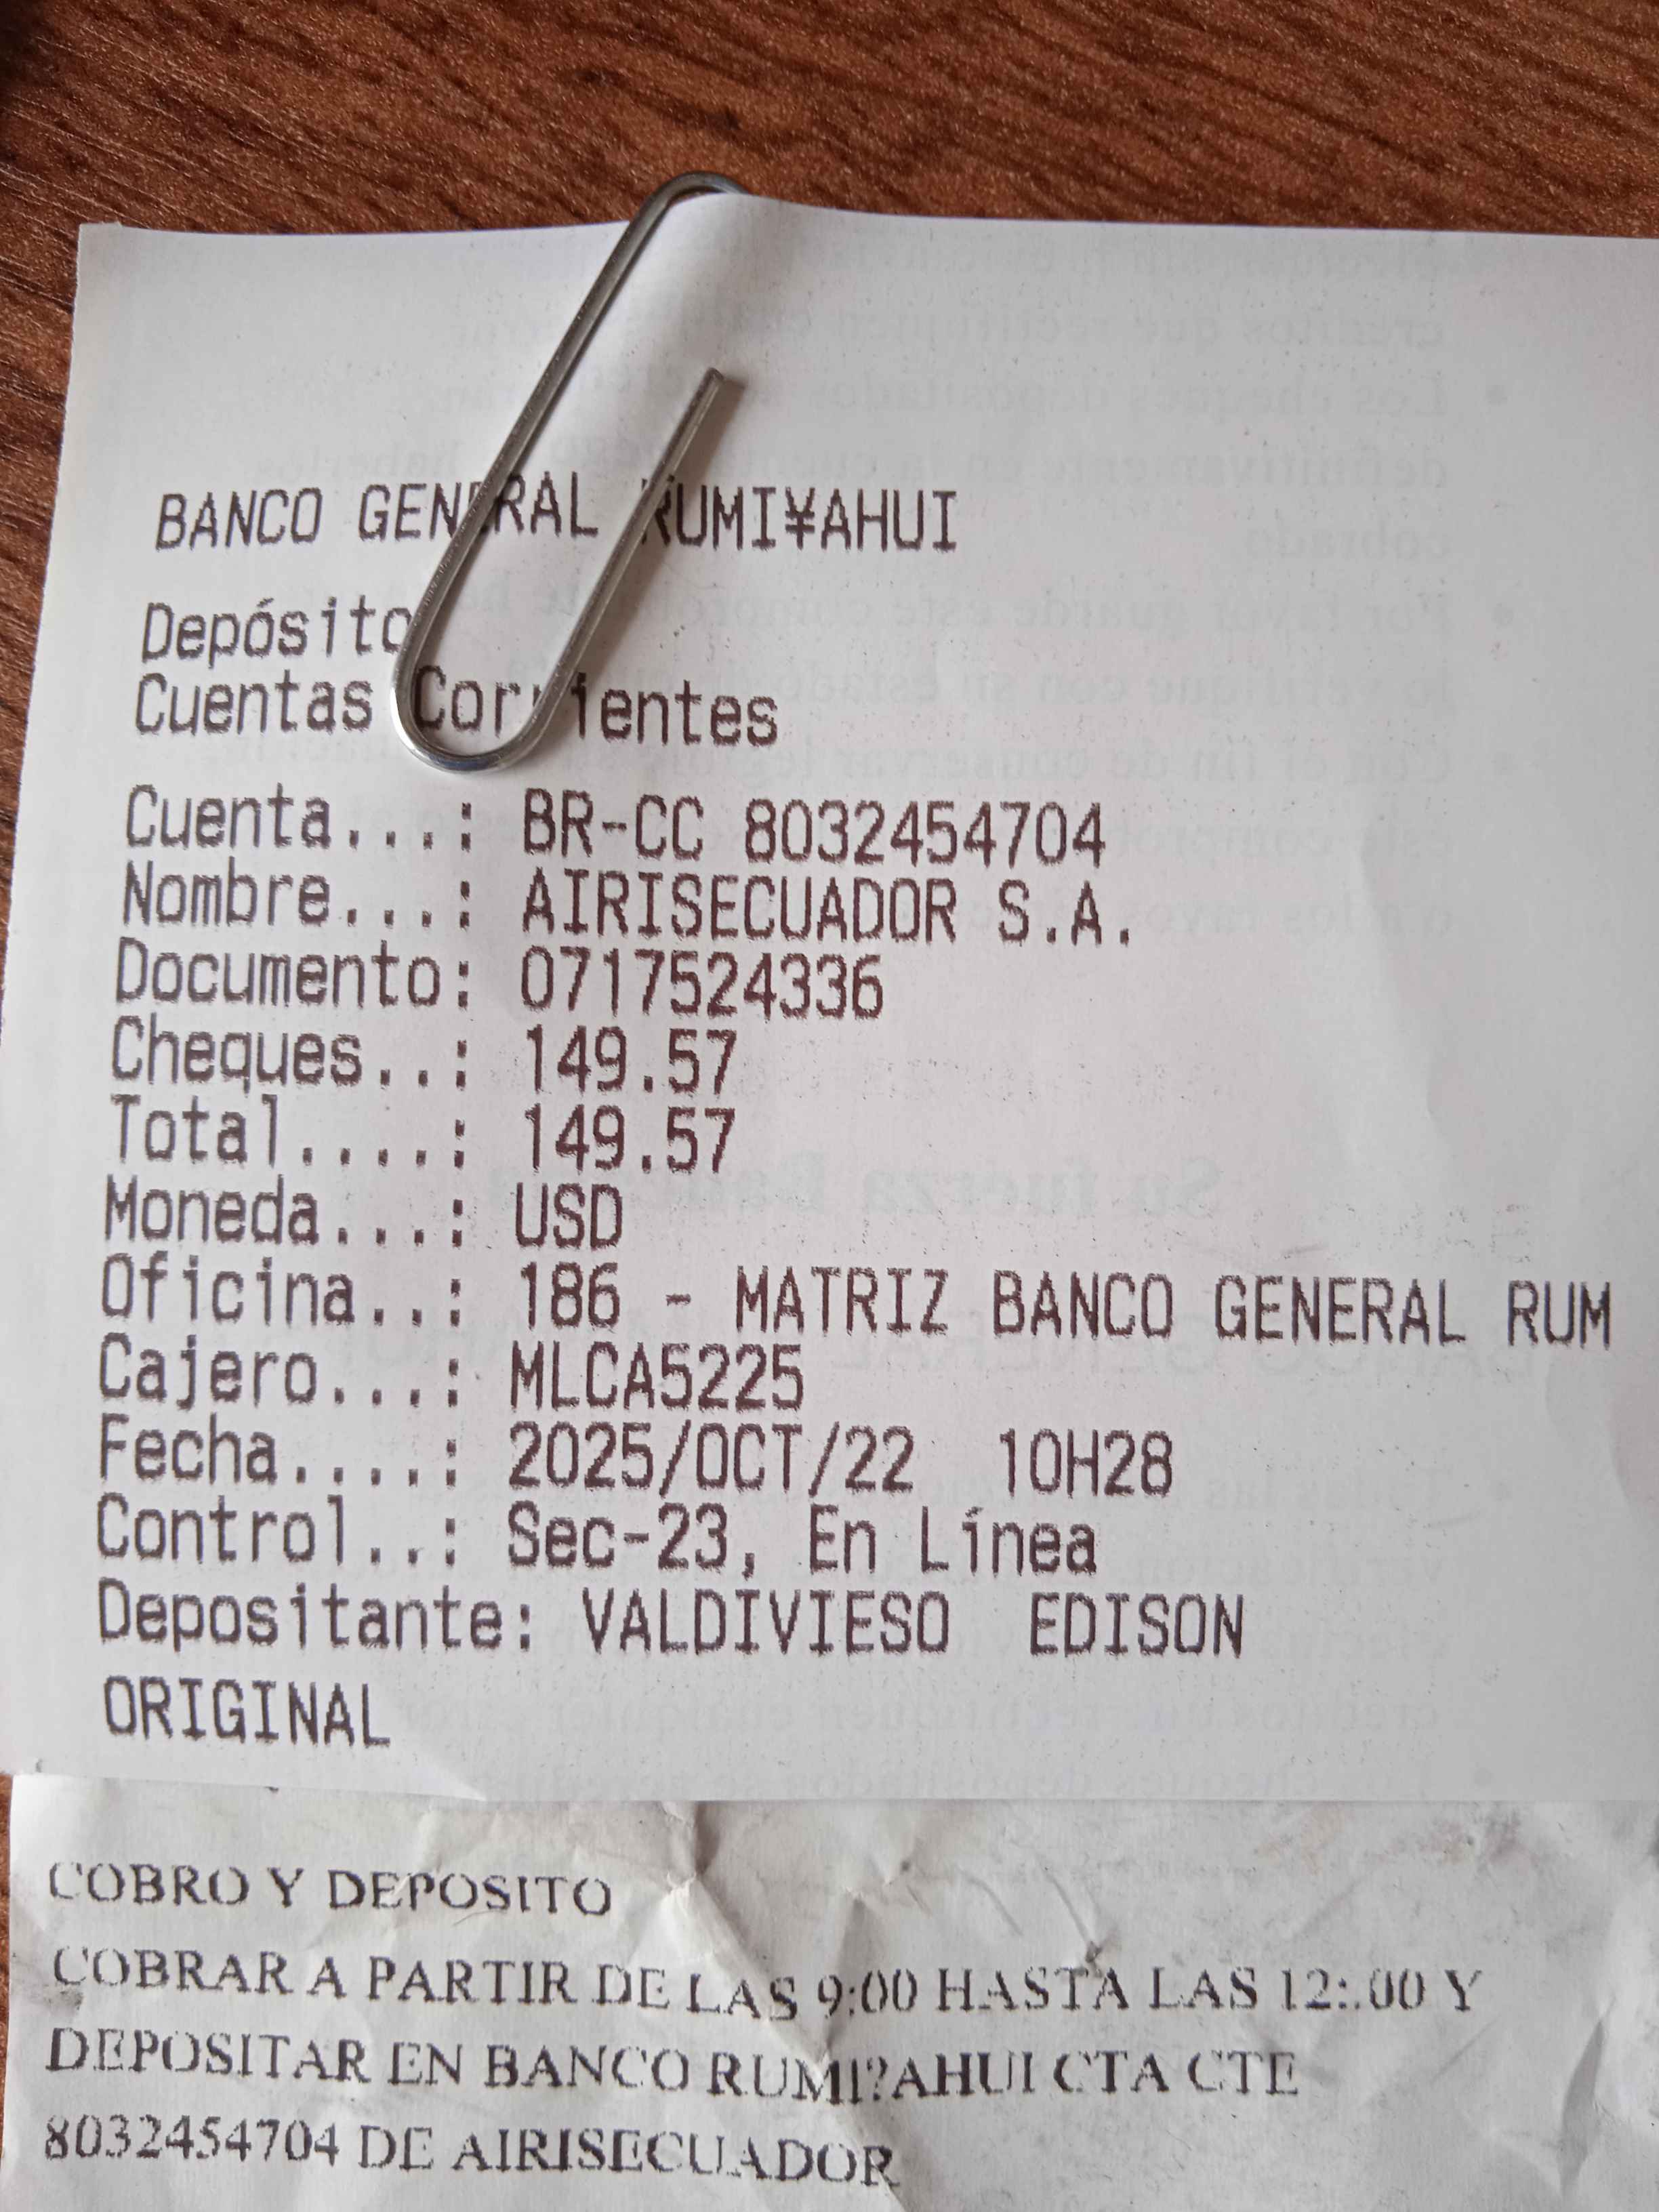 BANCO GENERAL RUMI¥AHUI
Depósito
Cuentas Corrientes
Cuenta...: BR-CC 8032454704
Nombre...: AIRISECUADOR S.A.
Documento: 0717524336
Cheques..: 149.57
Total....: 149.57
Moneda...: USD
Oficina..: 186 - MATRIZ BANCO GENERAL RUM
Cajero...: MLCA5225
Fecha....: 2025/OCT/22 10H28
Control..: Sec-23, En Línea
Depositante: VALDIVIESO EDISON
ORIGINAL
COBRO Y DEPOSITO
COBRAR A PARTIR DE LAS 9:00 HASTA LAS 12:.00 Y
DEPOSITAR EN BANCO RUMI?AHUI CTA CTE
8032454704 DE AIRISECUADOR